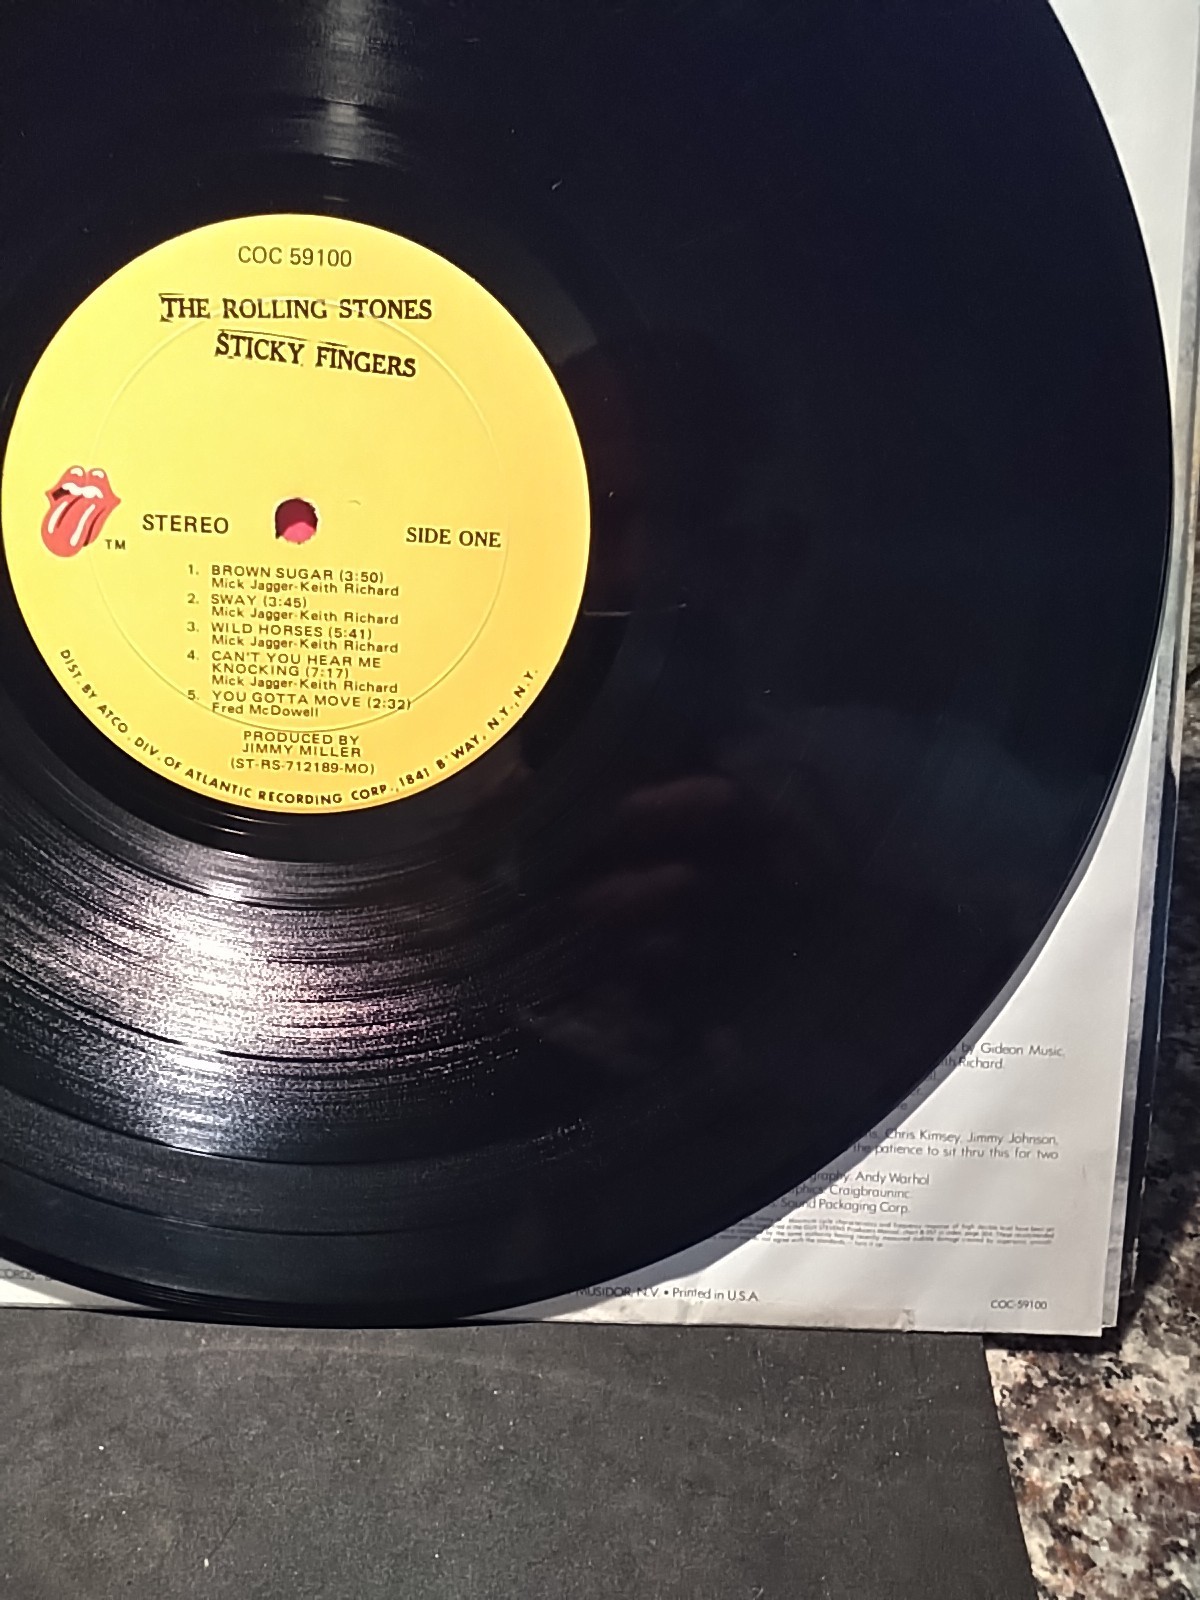 COC 59100
THE ROLLING STONES
STICKY FINGERS
TM
STEREO
SIDE ONE
1. BROWN SUGAR (3:50)
Mick Jagger-Keith Richard
2. SWAY (3:45)
Mick Jagger-Keith Richard
3. WILD HORSES (5:41)
Mick Jagger-Keith Richard
4. CAN'T YOU HEAR ME
KNOCKING (7:17)
Mick Jagger-Keith Richard
5. YOU GOTTA MOVE (2:32)
Fred McDowell
PRODUCED BY
JIMMY MILLER
(ST-RS-712189-MO)
DIST. BY ATCO. DIV. OF ATLANTIC RECORDING CORP., 1841 B'WAY, N.Y., N.Y.
by Gideon Music,
Richard.
Chris Kimsey, Jimmy Johnson,
the patience to sit thru this for two
Andy Warhol
Craigbrauninc.
Sound Packaging Corp.
MUSIDOR, N.V. • Printed in U.S.A.
COC-59100